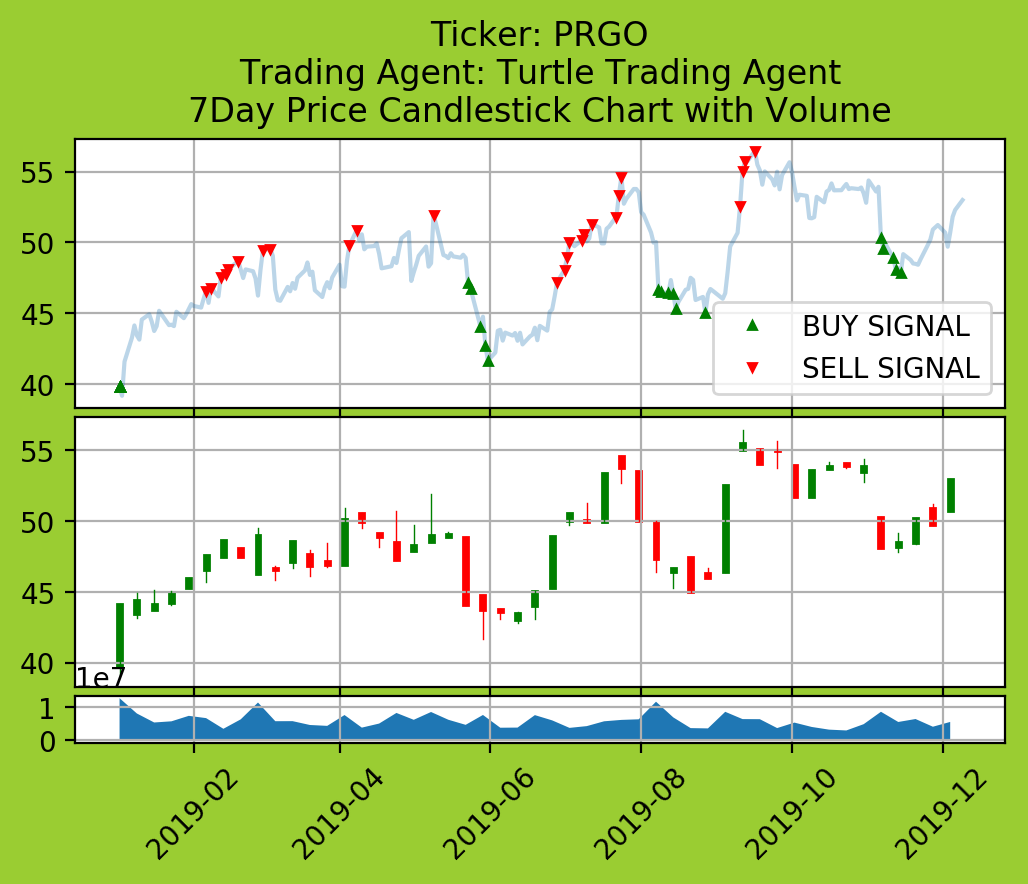 Ticker: PRGO
Trading Agent: Turtle Trading Agent
7Day Price Candlestick Chart with Volume
55
50
45
40
BUY SIGNAL
SELL SIGNAL
55
50
45
40
1e7
1
0
2019-02
2019-04
2019-06
2019-08
2019-10
2019-12